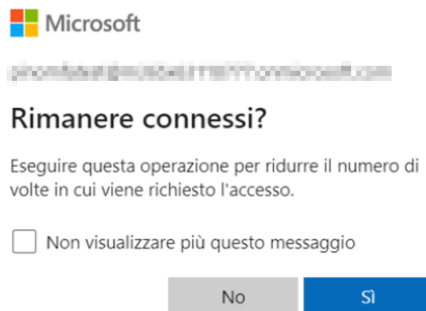 Microsoft
Rimanere connessi?
Eseguire questa operazione per ridurre il numero di
volte in cui viene richiesto l'accesso.
Non visualizzare più questo messaggio
No
Sì